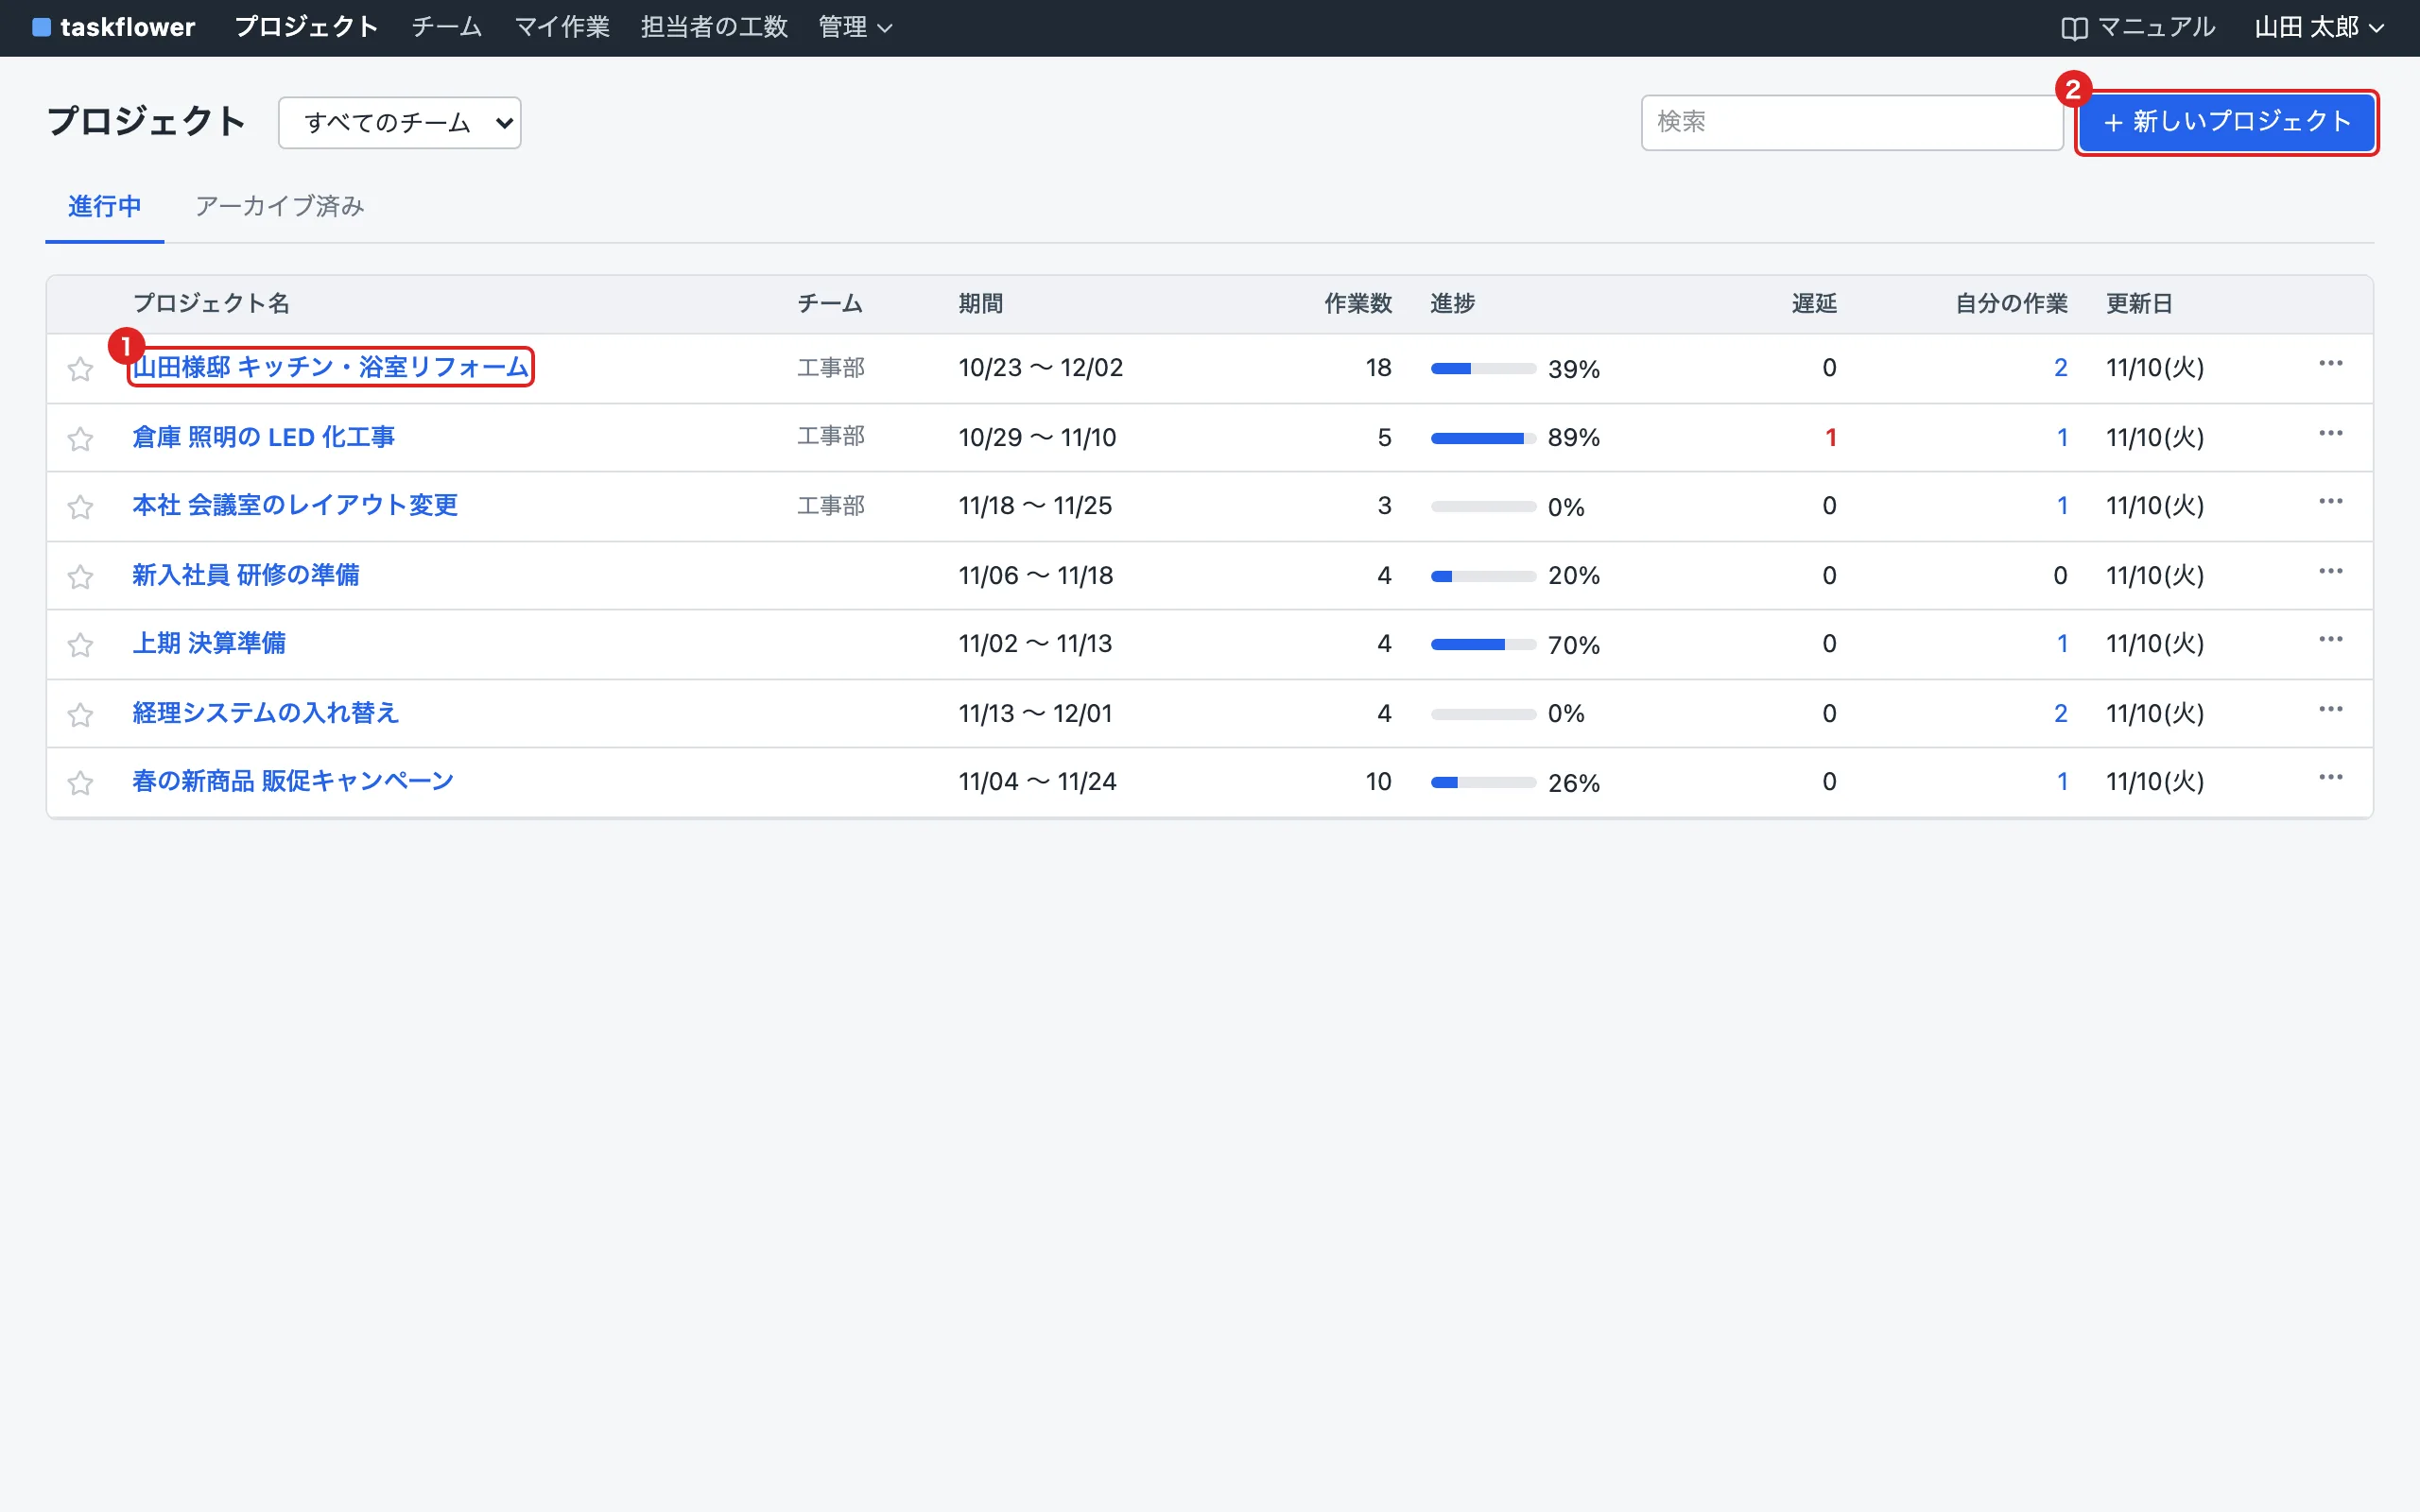 taskflower プロジェクト チーム マイ作業 担当者の工数 管理 マニュアル 山田 太郎
プロジェクト すべてのチーム 検索 2 + 新しいプロジェクト
進行中 アーカイブ済み
プロジェクト名 チーム 期間 作業数 進捗 遅延 自分の作業 更新日
1 山田様邸 キッチン・浴室リフォーム 工事部 10/23 〜 12/02 18 39% 0 2 11/10(火) ...
倉庫 照明の LED 化工事 工事部 10/29 〜 11/10 5 89% 1 1 11/10(火) ...
本社 会議室のレイアウト変更 工事部 11/18 〜 11/25 3 0% 0 1 11/10(火) ...
新入社員 研修の準備 11/06 〜 11/18 4 20% 0 0 11/10(火) ...
上期 決算準備 11/02 〜 11/13 4 70% 0 1 11/10(火) ...
経理システムの入れ替え 11/13 〜 12/01 4 0% 0 2 11/10(火) ...
春の新商品 販促キャンペーン 11/04 〜 11/24 10 26% 0 1 11/10(火) ...